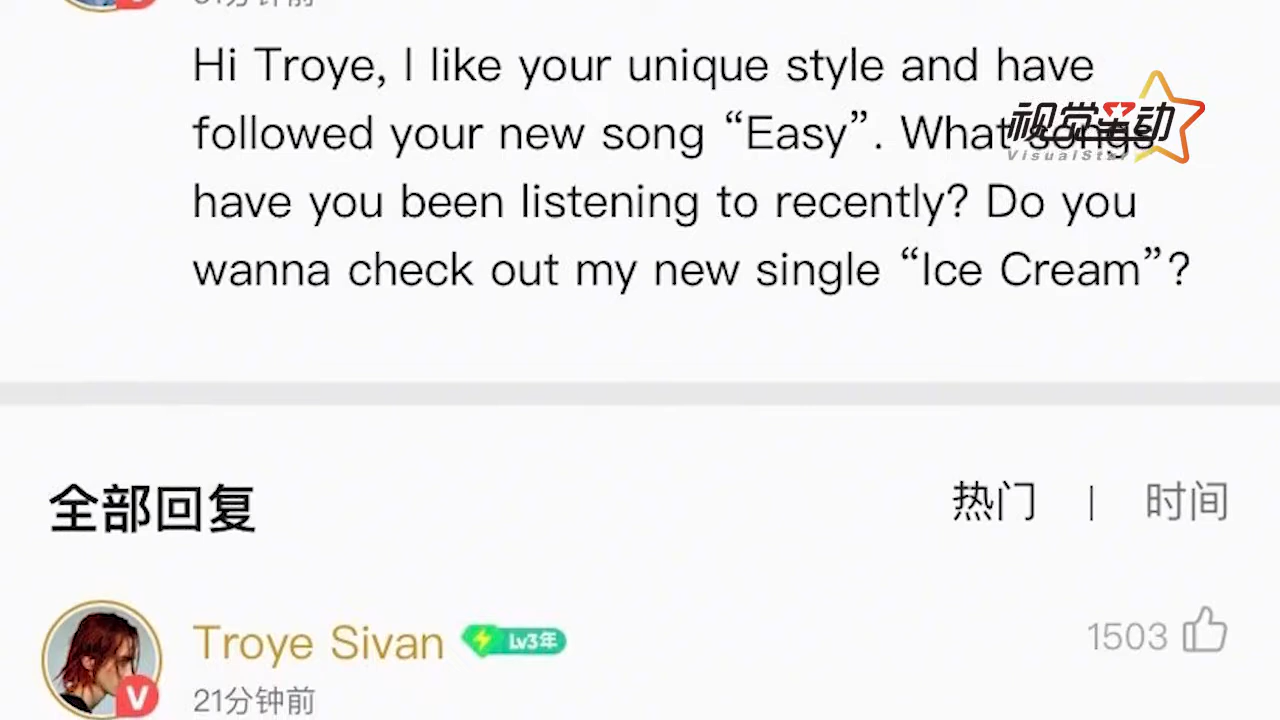 Hi Troye, I like your unique style and have
视觉星动
followed your new song “Easy”. What songs
VisualStar
have you been listening to recently? Do you
wanna check out my new single “Ice Cream”?
全部回复
热门 | 时间
Troye Sivan Lv3年
1503
V
21分钟前